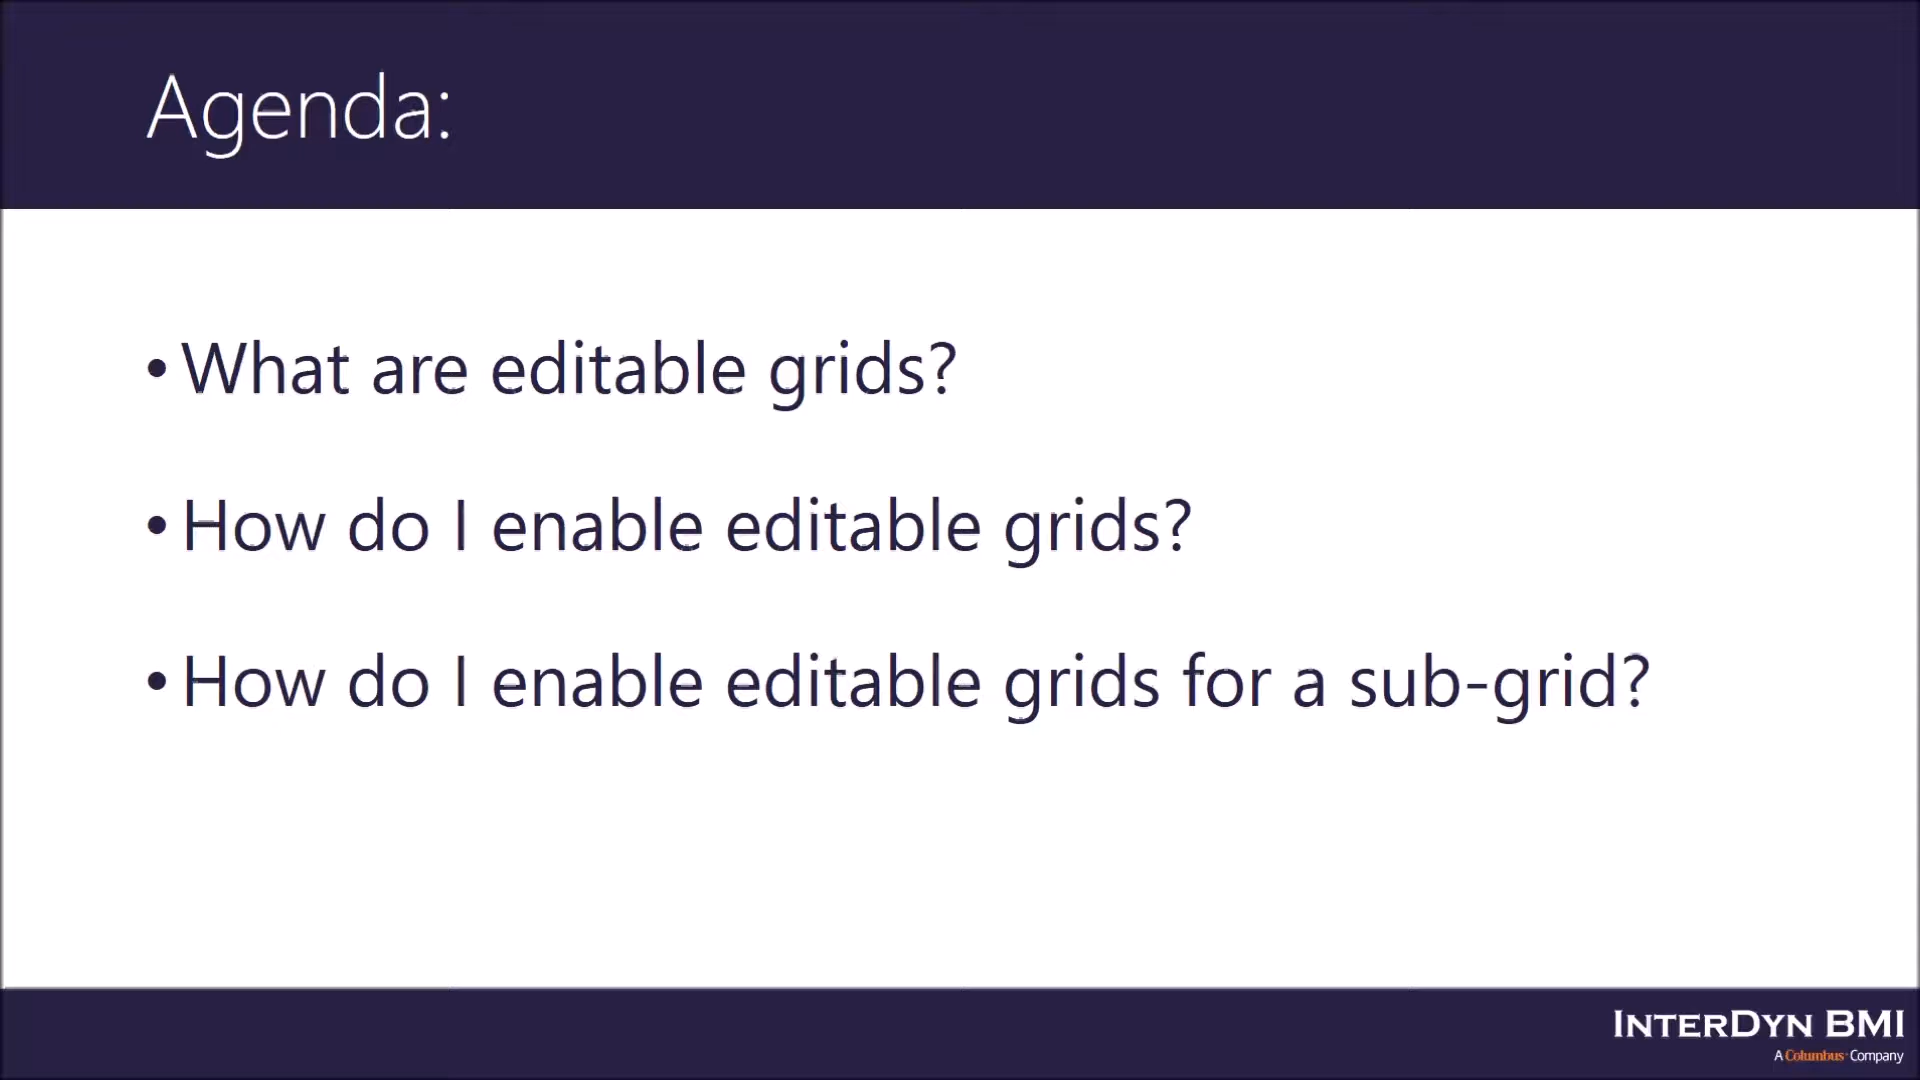 Agenda:
• What are editable grids?
• How do I enable editable grids?
• How do I enable editable grids for a sub-grid?
INTERDYN BMI
A Columbus Company